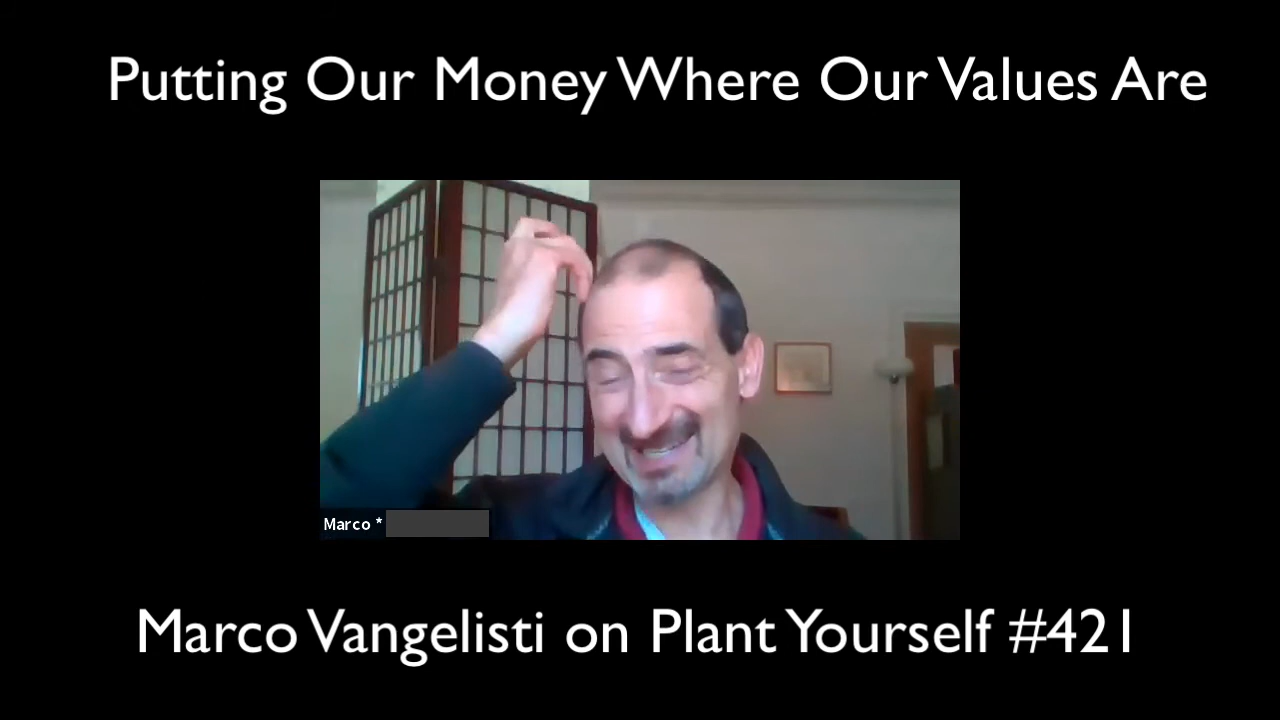 Putting Our Money Where Our Values Are
Marco *
Marco Vangelisti on Plant Yourself #421